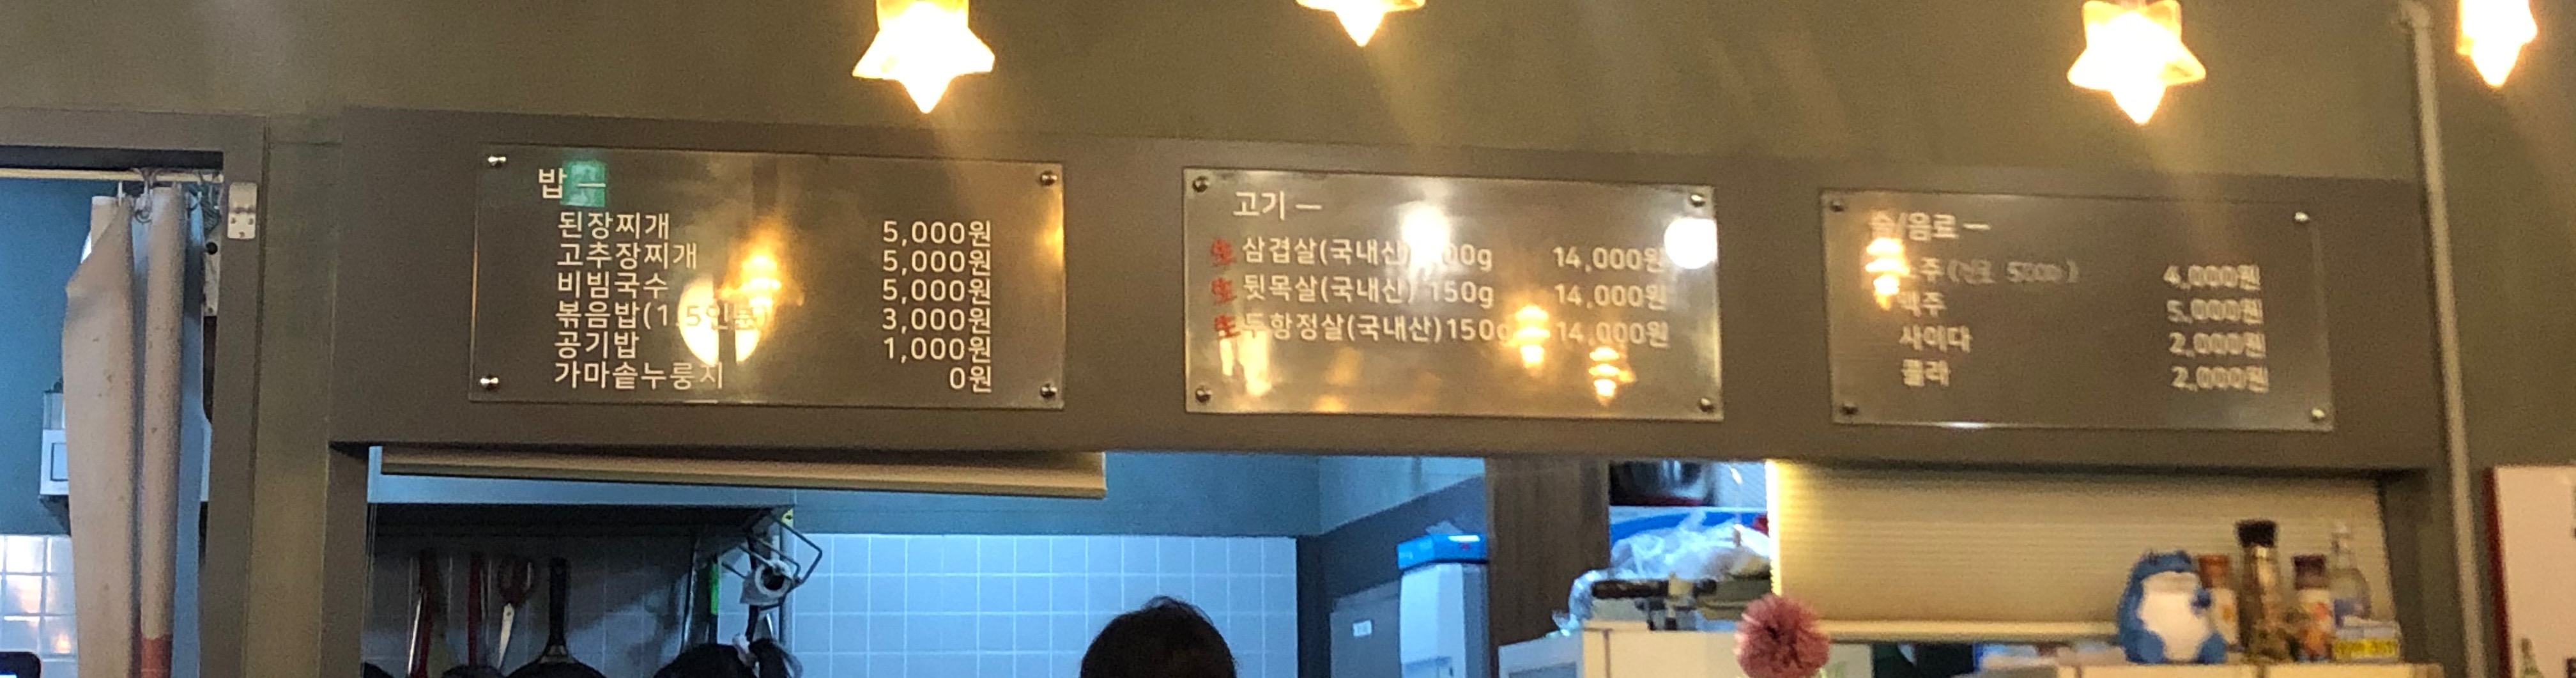 밥 —
된장찌개 5,000원
고추장찌개 5,000원
비빔국수 5,000원
볶음밥(1.5인분) 3,000원
공기밥 1,000원
가마솥누룽지 0원
고기 —
生 삼겹살(국내산) 14,000원
生 뒷목살(국내산) 150g 14,000원
生 두항정살(국내산)150g 14,000원
술/음료 —
4,000원
맥주 5,000원
사이다 2,000원
콜라 2,000원